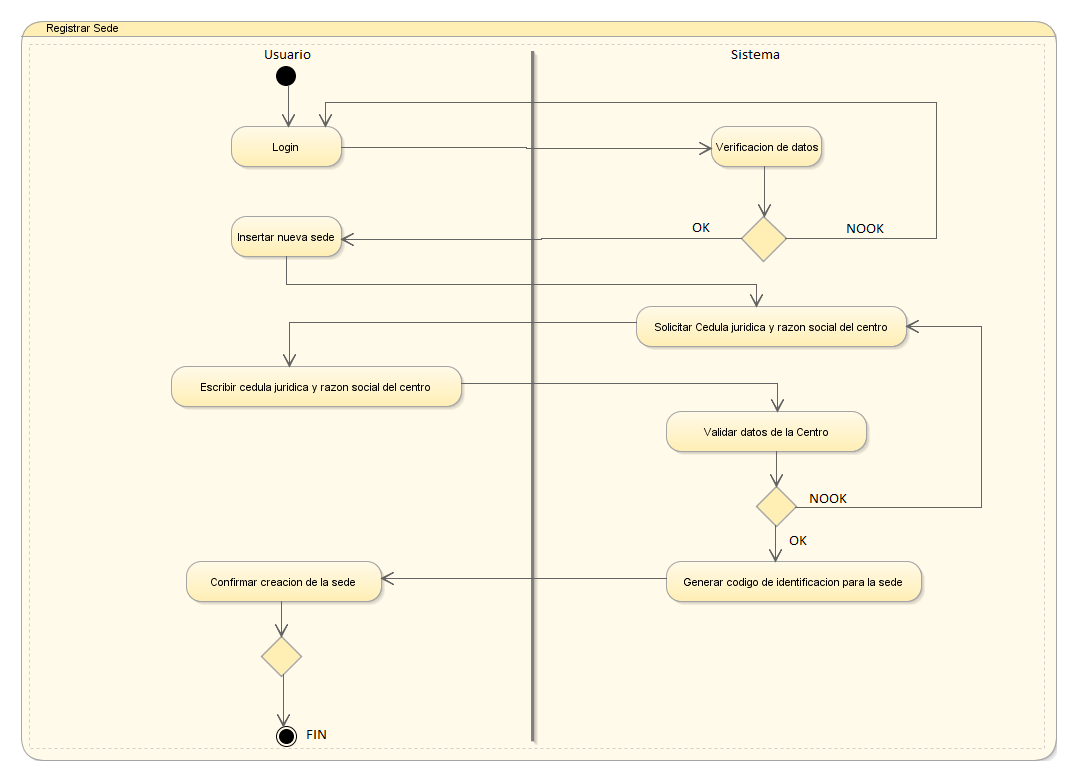 Registrar Sede
Usuario
Sistema
Login
Verificacion de datos
OK
NOOK
Insertar nueva sede
Solicitar Cedula juridica y razon social del centro
Escribir cedula juridica y razon social del centro
Validar datos de la Centro
NOOK
OK
Confirmar creacion de la sede
Generar codigo de identificacion para la sede
FIN